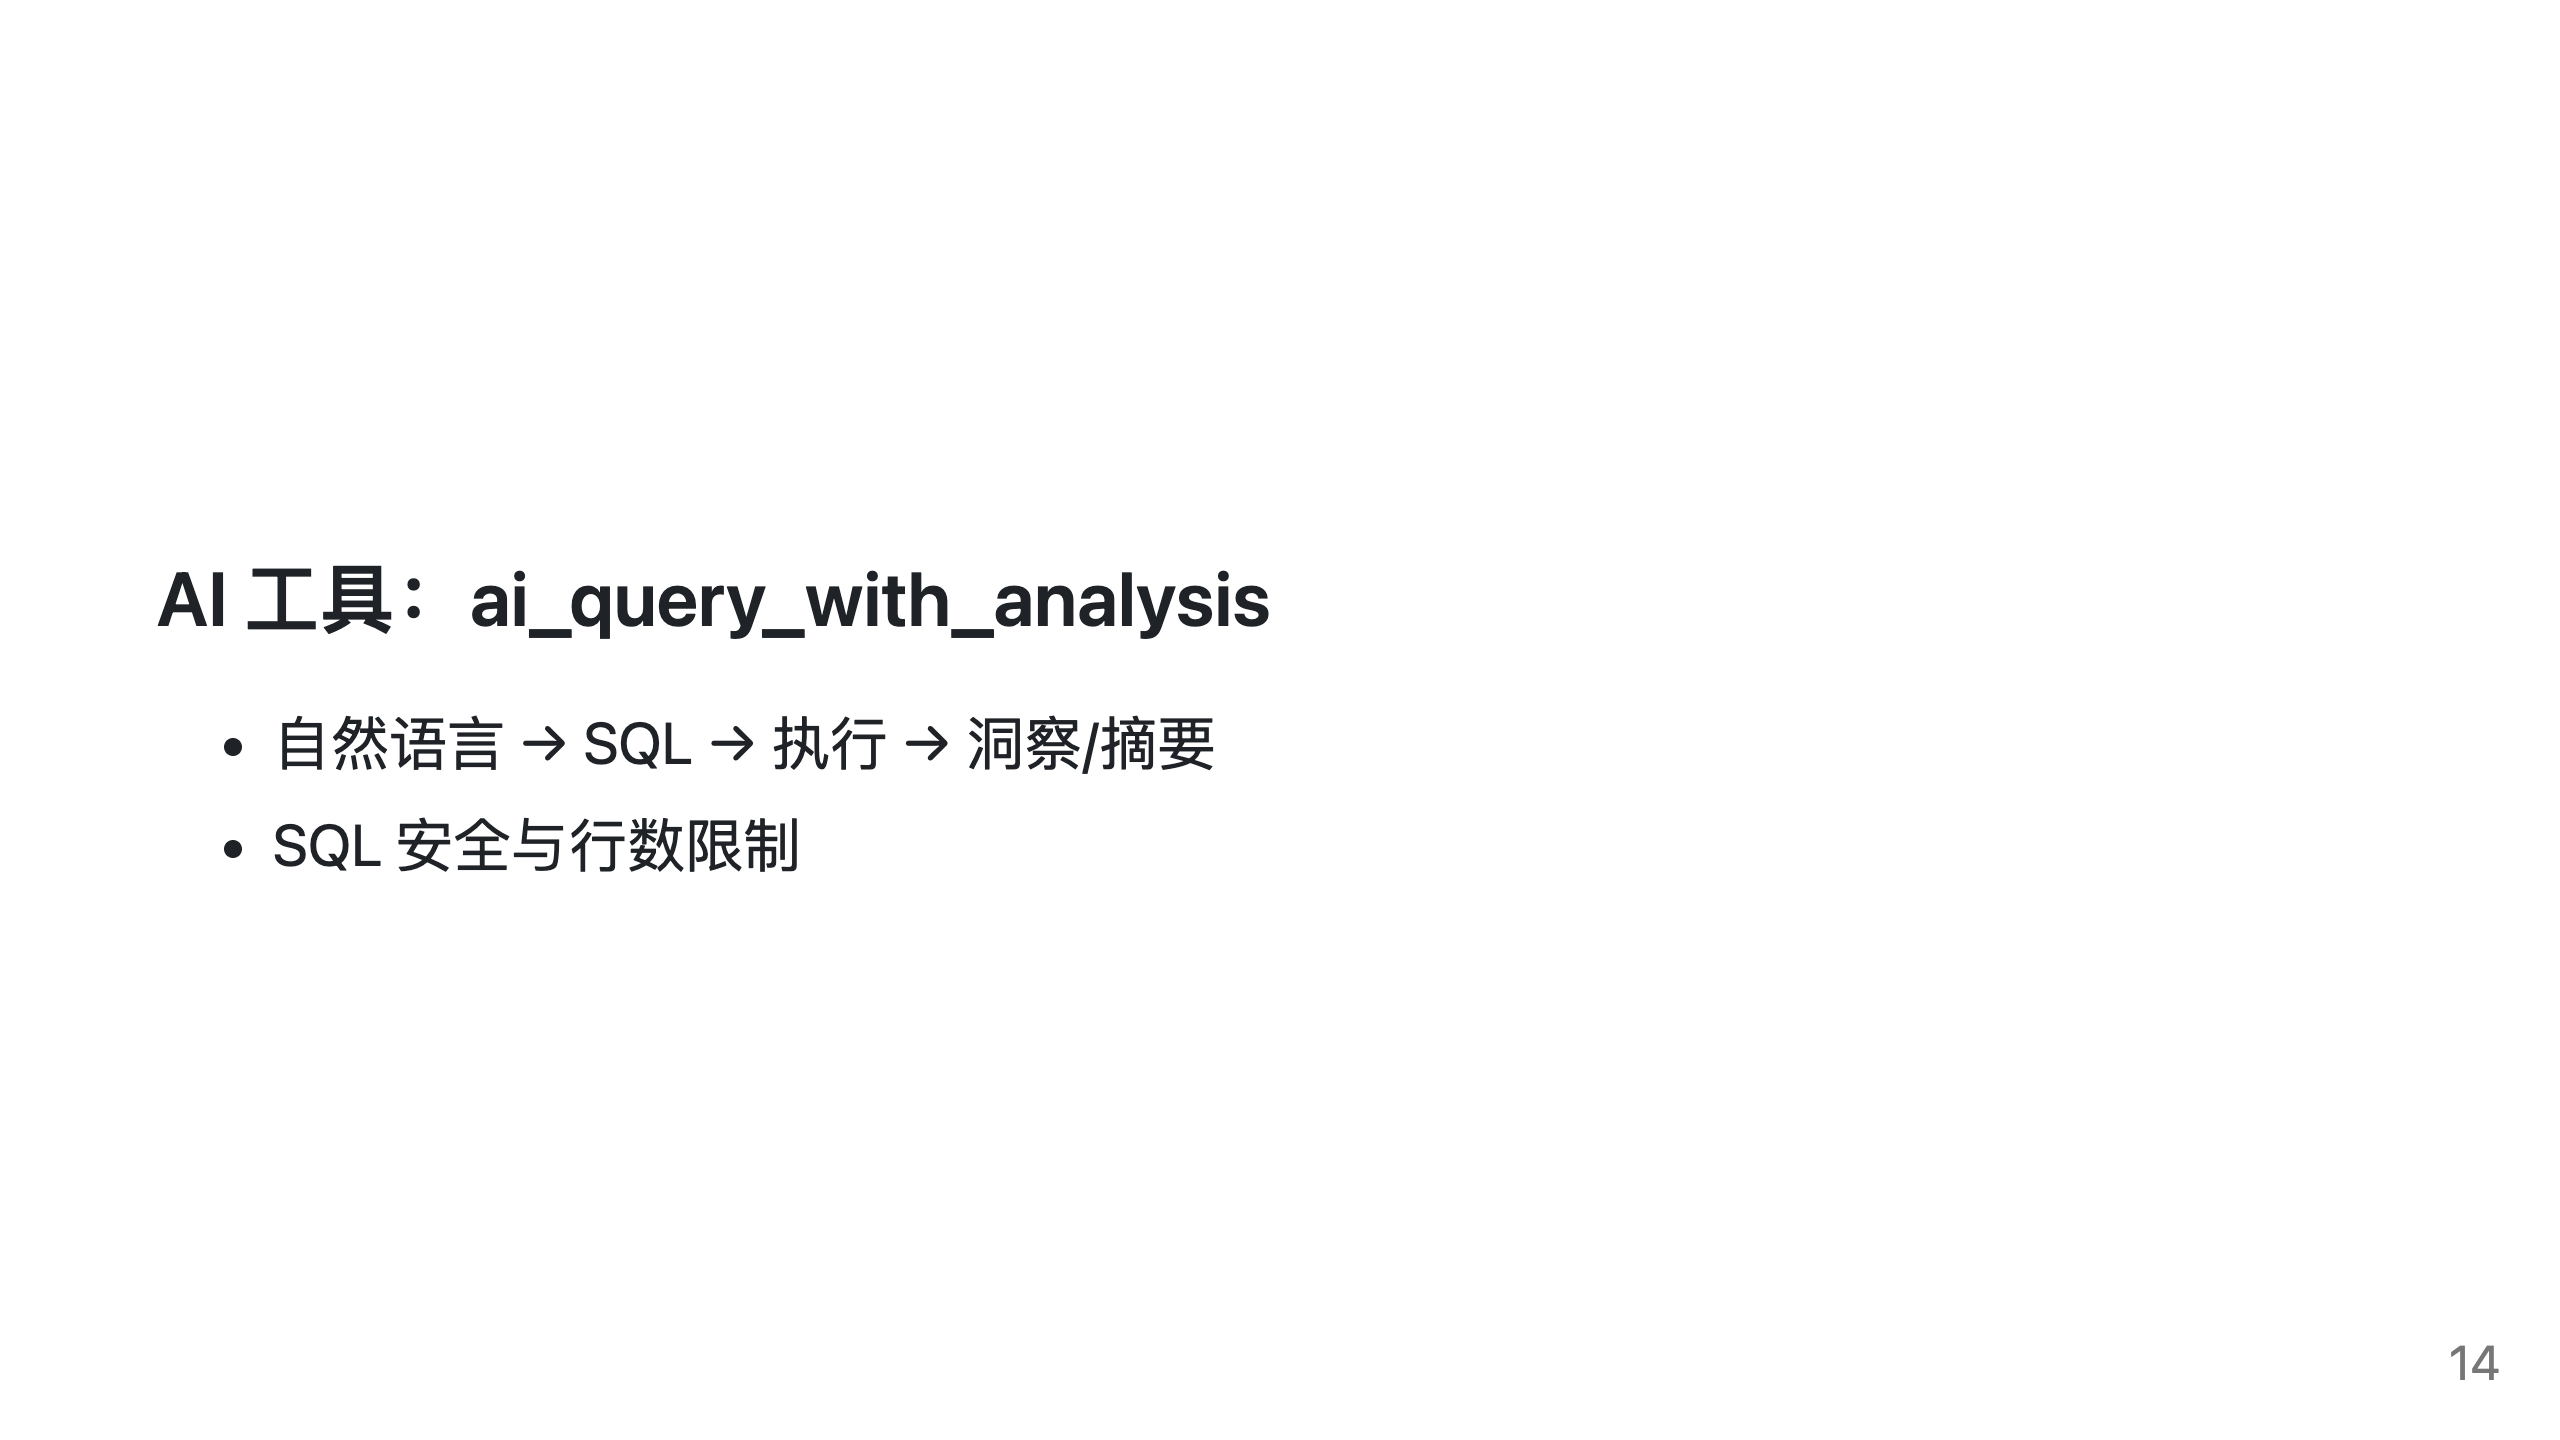 AI 工具：ai_query_with_analysis
• 自然语言 → SQL → 执行 → 洞察/摘要
• SQL 安全与行数限制
14